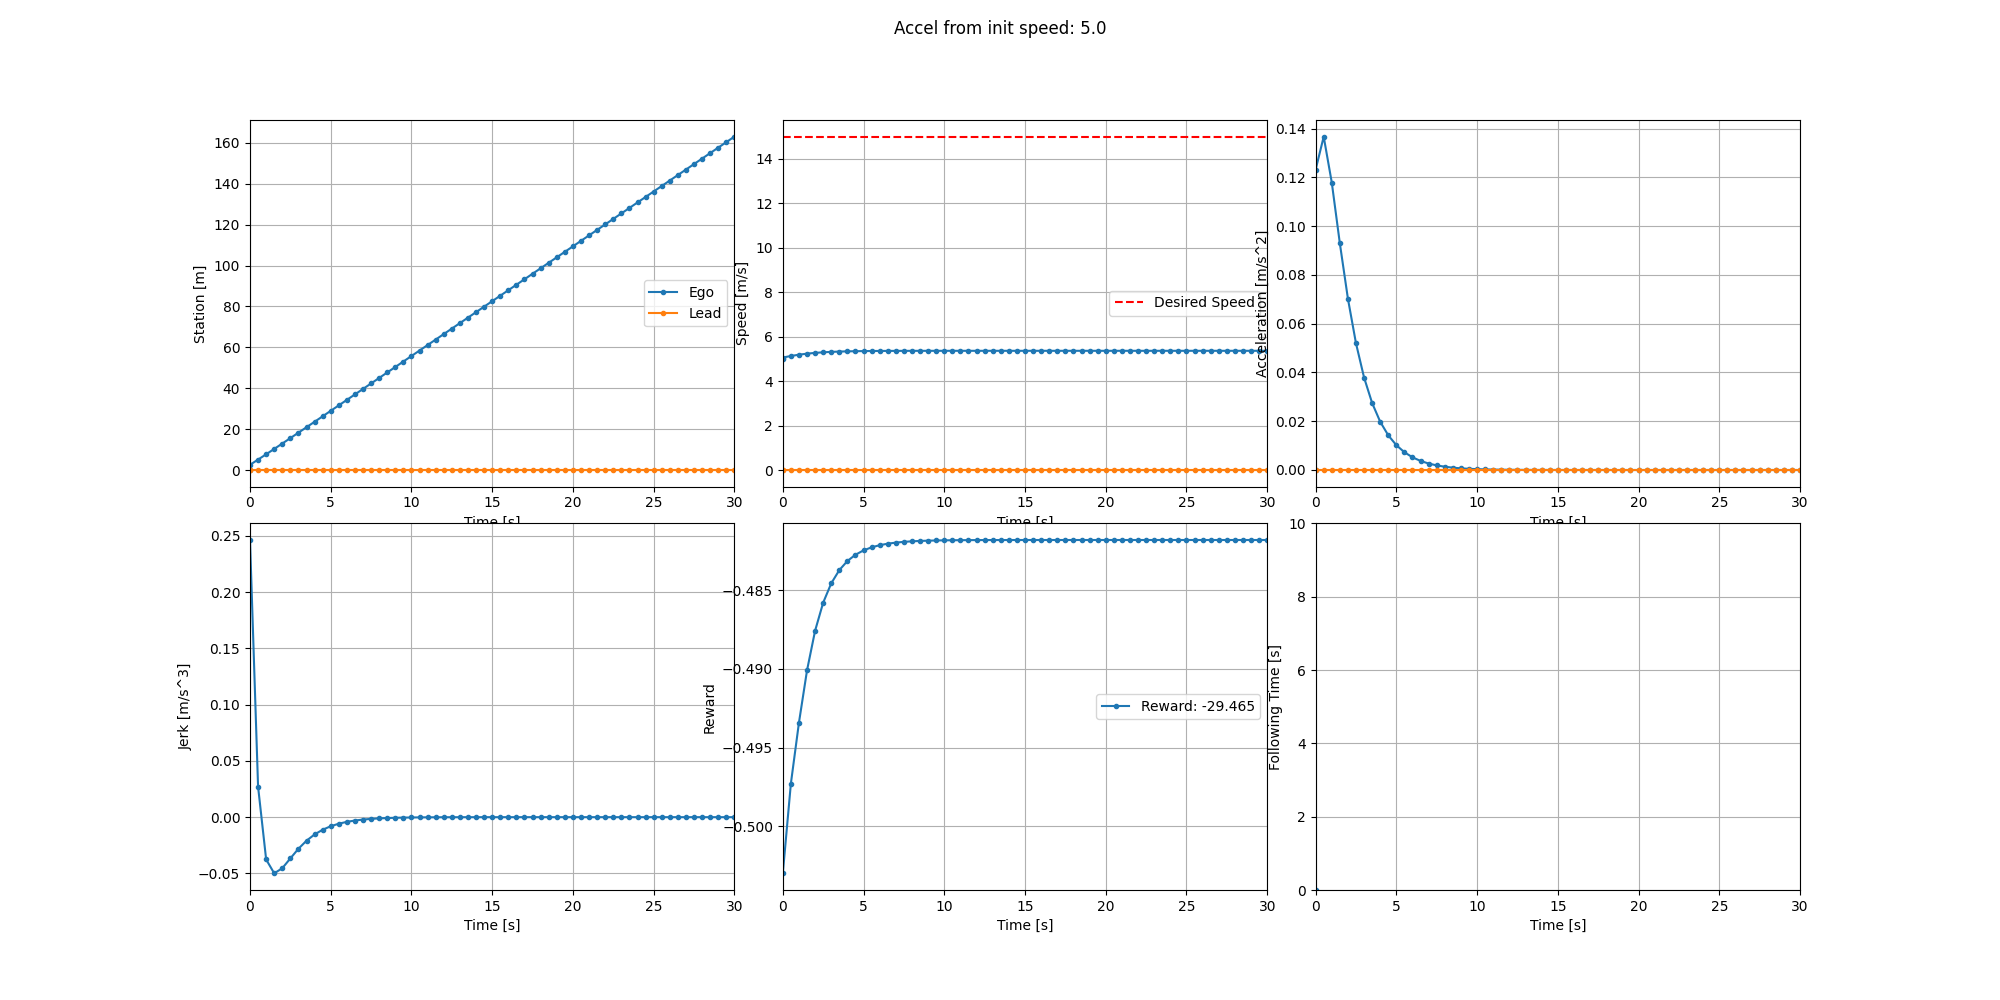 Accel from init speed: 5.0
160
140
120
100
80
60
40
20
0
Station [m]
Ego
Lead
0 5 10 15 20 25 30
Time [s]
14
12
10
8
6
4
2
0
Speed [m/s]
Desired Speed
0 5 10 15 20 25 30
Time [s]
0.14
0.12
0.10
0.08
0.06
0.04
0.02
0.00
Acceleration [m/s^2]
0 5 10 15 20 25 30
Time [s]
0.25
0.20
0.15
0.10
0.05
0.00
−0.05
Jerk [m/s^3]
0 5 10 15 20 25 30
Time [s]
−0.485
−0.490
−0.495
−0.500
Reward
Reward: -29.465
0 5 10 15 20 25 30
Time [s]
10
8
6
4
2
0
Following Time [s]
0 5 10 15 20 25 30
Time [s]